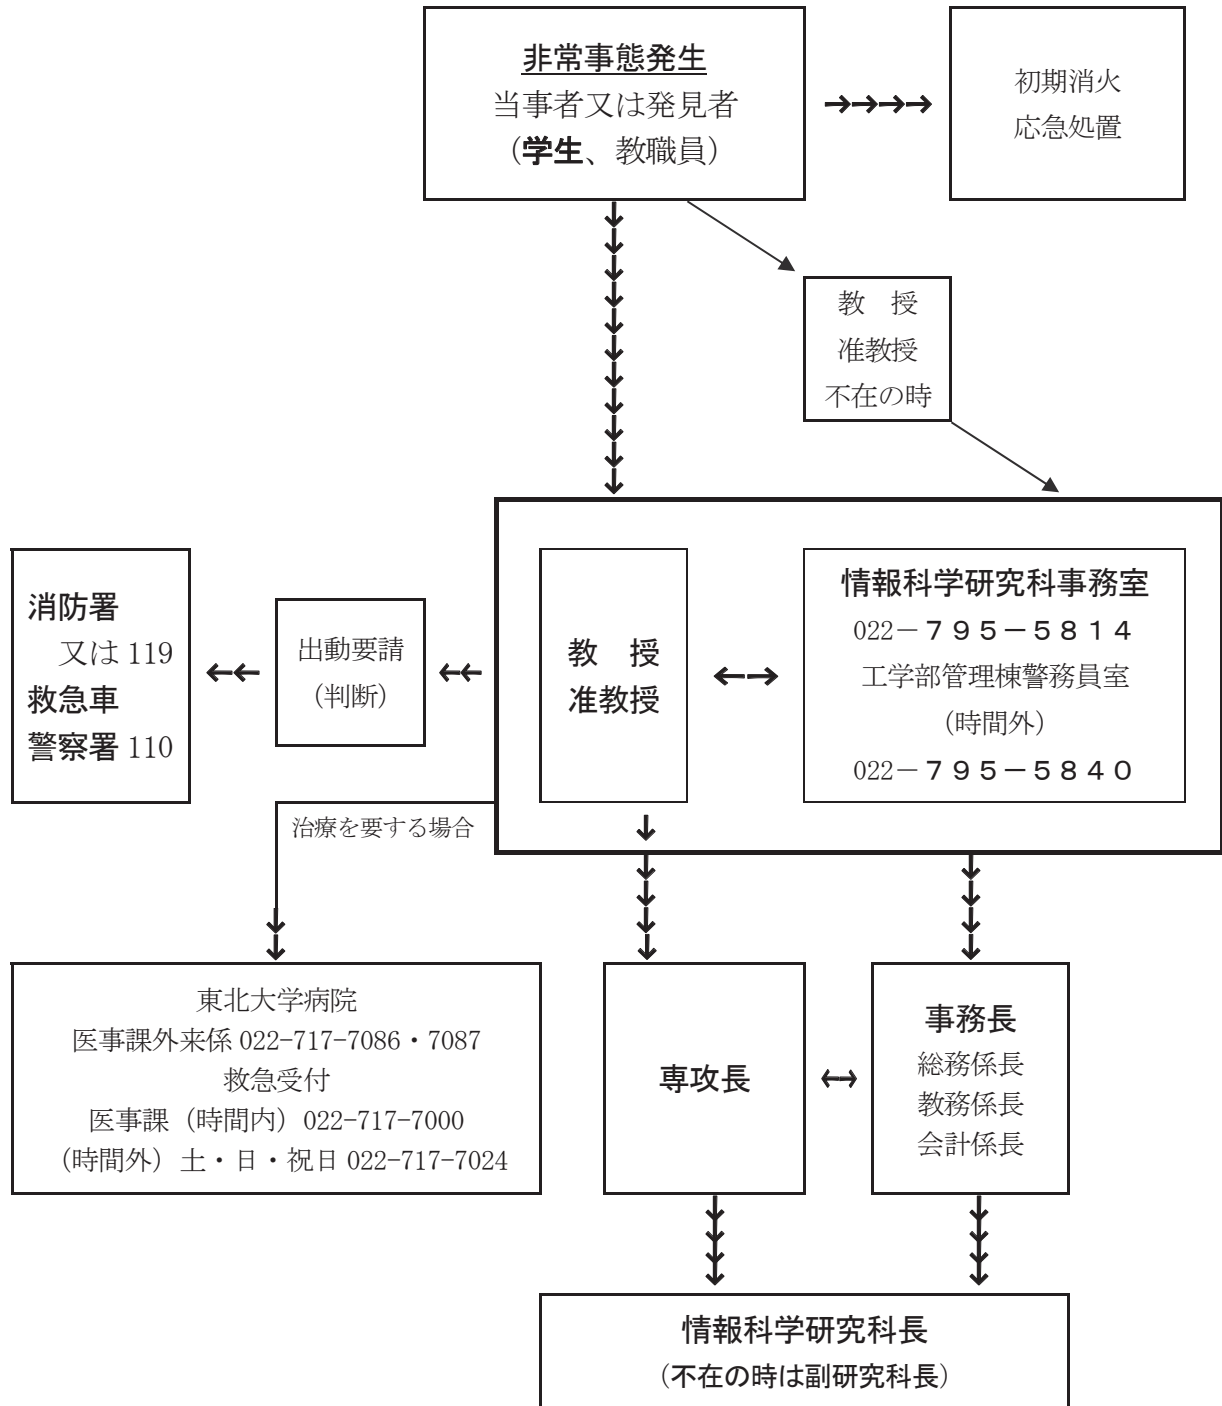 非常事態発生
当事者又は発見者
（学生、教職員）
初期消火
応急処置
教　授
准教授
不在の時
消防署
又は 119
救急車
警察署 110
出動要請
（判断）
教　授
准教授
情報科学研究科事務室
022－７９５－５８１４
工学部管理棟警務員室
（時間外）
022－７９５－５８４０
治療を要する場合
東北大学病院
医事課外来係 022-717-7086・7087
救急受付
医事課（時間内）022-717-7000
（時間外）土・日・祝日 022-717-7024
専攻長
事務長
総務係長
教務係長
会計係長
情報科学研究科長
（不在の時は副研究科長）